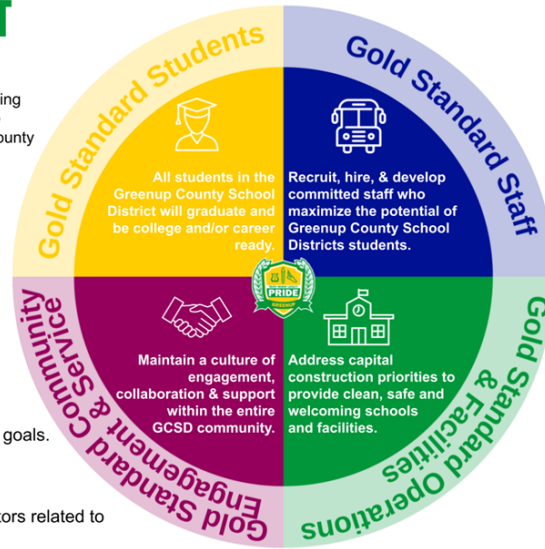 T
ing
ounty
Gold Standard Students
All students in the
Greenup County School
District will graduate and
be college and/or career
ready.
Gold Standard Staff
Recruit, hire, & develop
committed staff who
maximize the potential of
Greenup County School
Districts students.
PRIDE
GREENUP
Gold Standard Community
Engagement & Service
Maintain a culture of
engagement,
collaboration & support
within the entire
GCSD community.
Gold Standard Operations
& Facilities
Address capital
construction priorities to
provide clean, safe and
welcoming schools
and facilities.
goals.
tors related to